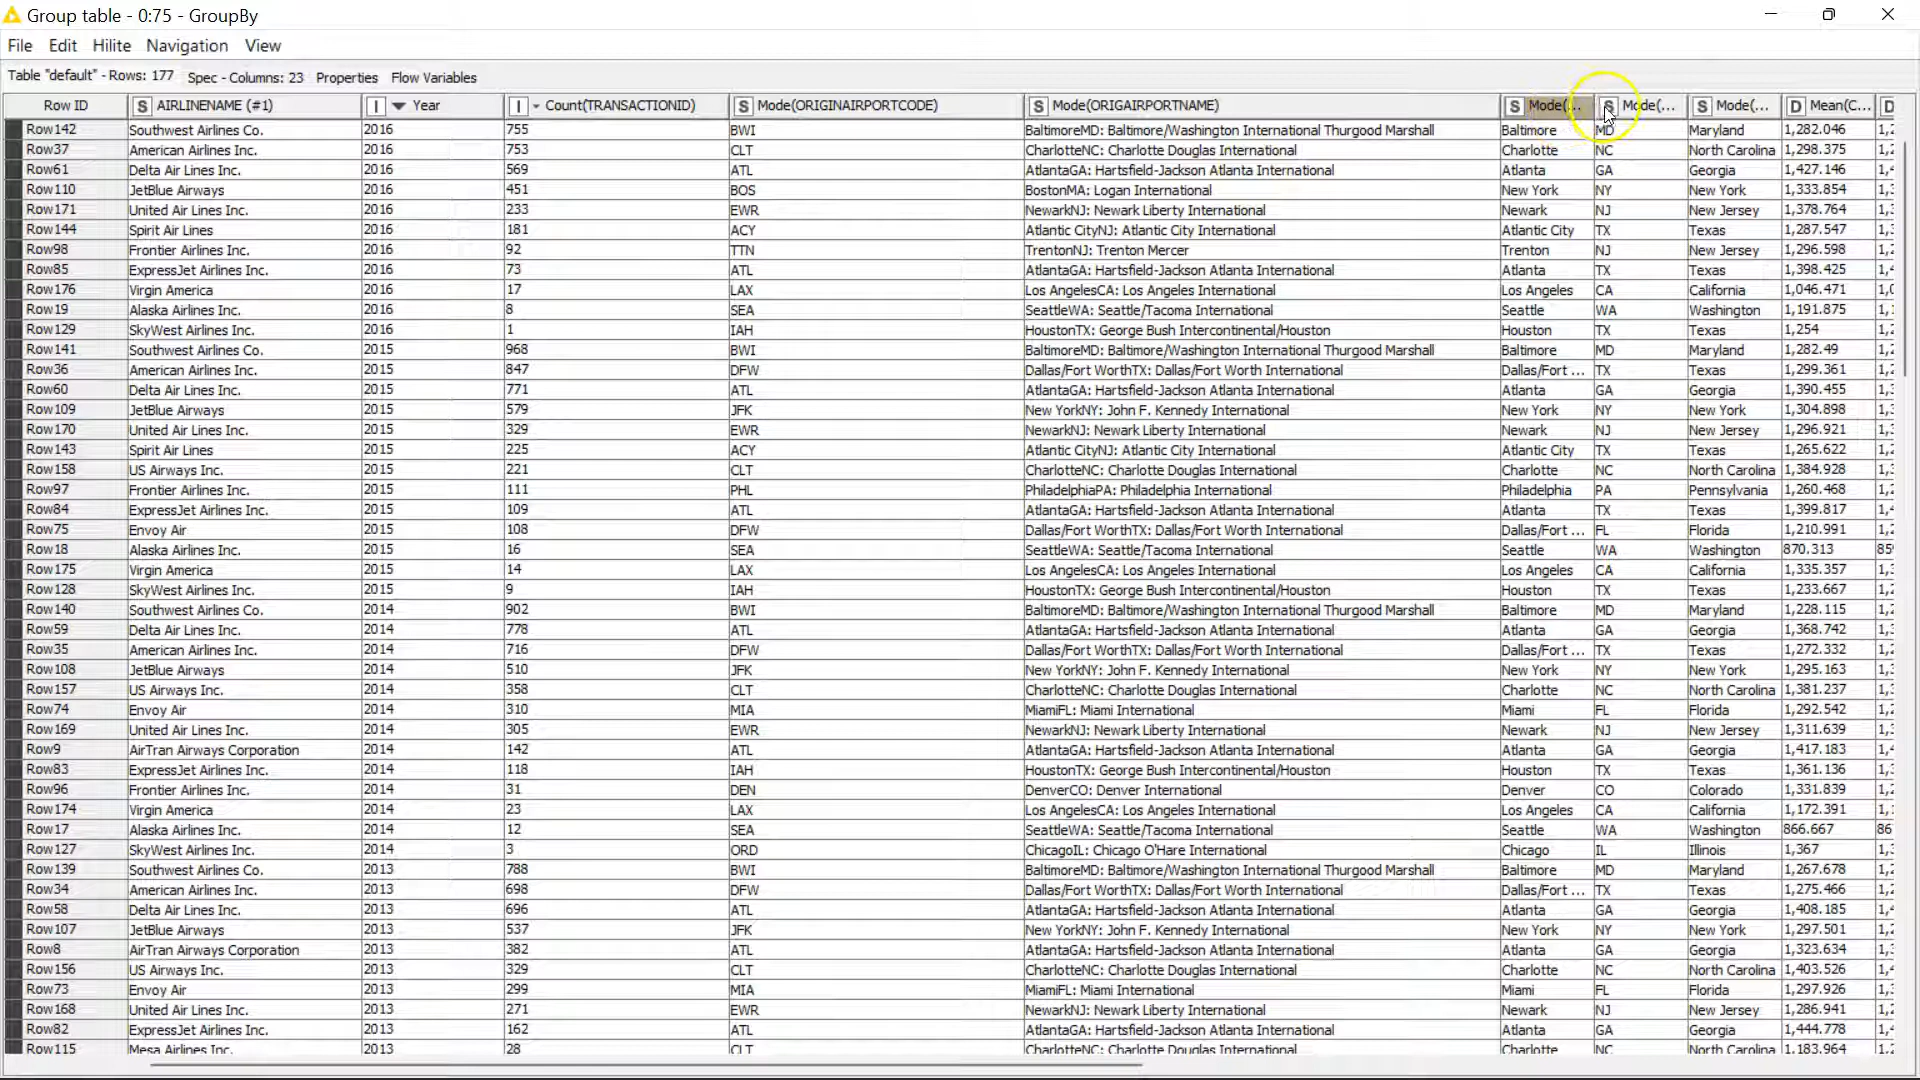 Group table - 0:75 - GroupBy
File Edit Hilite Navigation View
Table "default" - Rows: 177 Spec - Columns: 23 Properties Flow Variables
Row ID S AIRLINENAME (#1) I Year I Count(TRANSACTIONID) S Mode(ORIGINAIRPORTCODE) S Mode(ORIGAIRPORTNAME) S Mode(... S Mode(... S Mode(... D Mean(C... D
Row142 Southwest Airlines Co. 2016 755 BWI BaltimoreMD: Baltimore/Washington International Thurgood Marshall Baltimore MD Maryland 1,282.046
Row37 American Airlines Inc. 2016 753 CLT CharlotteNC: Charlotte Douglas International Charlotte NC North Carolina 1,298.375
Row61 Delta Air Lines Inc. 2016 569 ATL AtlantaGA: Hartsfield-Jackson Atlanta International Atlanta GA Georgia 1,427.146
Row110 JetBlue Airways 2016 451 BOS BostonMA: Logan International New York NY New York 1,333.854
Row171 United Air Lines Inc. 2016 233 EWR NewarkNJ: Newark Liberty International Newark NJ New Jersey 1,378.764
Row144 Spirit Air Lines 2016 181 ACY Atlantic CityNJ: Atlantic City International Atlantic City TX Texas 1,287.547
Row98 Frontier Airlines Inc. 2016 92 TTN TrentonNJ: Trenton Mercer Trenton NJ New Jersey 1,296.598
Row85 ExpressJet Airlines Inc. 2016 73 ATL AtlantaGA: Hartsfield-Jackson Atlanta International Atlanta TX Texas 1,398.425
Row176 Virgin America 2016 17 LAX Los AngelesCA: Los Angeles International Los Angeles CA California 1,046.471
Row19 Alaska Airlines Inc. 2016 8 SEA SeattleWA: Seattle/Tacoma International Seattle WA Washington 1,191.875
Row129 SkyWest Airlines Inc. 2016 1 IAH HoustonTX: George Bush Intercontinental/Houston Houston TX Texas 1,254
Row141 Southwest Airlines Co. 2015 968 BWI BaltimoreMD: Baltimore/Washington International Thurgood Marshall Baltimore MD Maryland 1,282.49
Row36 American Airlines Inc. 2015 847 DFW Dallas/Fort WorthTX: Dallas/Fort Worth International Dallas/Fort ... TX Texas 1,299.361
Row60 Delta Air Lines Inc. 2015 771 ATL AtlantaGA: Hartsfield-Jackson Atlanta International Atlanta GA Georgia 1,390.455
Row109 JetBlue Airways 2015 579 JFK New YorkNY: John F. Kennedy International New York NY New York 1,304.898
Row170 United Air Lines Inc. 2015 329 EWR NewarkNJ: Newark Liberty International Newark NJ New Jersey 1,296.921
Row143 Spirit Air Lines 2015 225 ACY Atlantic CityNJ: Atlantic City International Atlantic City TX Texas 1,265.622
Row158 US Airways Inc. 2015 221 CLT CharlotteNC: Charlotte Douglas International Charlotte NC North Carolina 1,384.928
Row97 Frontier Airlines Inc. 2015 111 PHL PhiladelphiaPA: Philadelphia International Philadelphia PA Pennsylvania 1,260.468
Row84 ExpressJet Airlines Inc. 2015 109 ATL AtlantaGA: Hartsfield-Jackson Atlanta International Atlanta TX Texas 1,399.817
Row75 Envoy Air 2015 108 DFW Dallas/Fort WorthTX: Dallas/Fort Worth International Dallas/Fort ... FL Florida 1,210.991
Row18 Alaska Airlines Inc. 2015 16 SEA SeattleWA: Seattle/Tacoma International Seattle WA Washington 870.313
Row175 Virgin America 2015 14 LAX Los AngelesCA: Los Angeles International Los Angeles CA California 1,335.357
Row128 SkyWest Airlines Inc. 2015 9 IAH HoustonTX: George Bush Intercontinental/Houston Houston TX Texas 1,233.667
Row140 Southwest Airlines Co. 2014 902 BWI BaltimoreMD: Baltimore/Washington International Thurgood Marshall Baltimore MD Maryland 1,228.115
Row59 Delta Air Lines Inc. 2014 778 ATL AtlantaGA: Hartsfield-Jackson Atlanta International Atlanta GA Georgia 1,368.742
Row35 American Airlines Inc. 2014 716 DFW Dallas/Fort WorthTX: Dallas/Fort Worth International Dallas/Fort ... TX Texas 1,272.332
Row108 JetBlue Airways 2014 510 JFK New YorkNY: John F. Kennedy International New York NY New York 1,295.163
Row157 US Airways Inc. 2014 358 CLT CharlotteNC: Charlotte Douglas International Charlotte NC North Carolina 1,381.237
Row74 Envoy Air 2014 310 MIA MiamiFL: Miami International Miami FL Florida 1,292.542
Row169 United Air Lines Inc. 2014 305 EWR NewarkNJ: Newark Liberty International Newark NJ New Jersey 1,311.639
Row9 AirTran Airways Corporation 2014 142 ATL AtlantaGA: Hartsfield-Jackson Atlanta International Atlanta GA Georgia 1,417.183
Row83 ExpressJet Airlines Inc. 2014 118 IAH HoustonTX: George Bush Intercontinental/Houston Houston TX Texas 1,361.136
Row96 Frontier Airlines Inc. 2014 31 DEN DenverCO: Denver International Denver CO Colorado 1,331.839
Row174 Virgin America 2014 23 LAX Los AngelesCA: Los Angeles International Los Angeles CA California 1,172.391
Row17 Alaska Airlines Inc. 2014 12 SEA SeattleWA: Seattle/Tacoma International Seattle WA Washington 866.667
Row127 SkyWest Airlines Inc. 2014 3 ORD ChicagoIL: Chicago O'Hare International Chicago IL Illinois 1,367
Row139 Southwest Airlines Co. 2013 788 BWI BaltimoreMD: Baltimore/Washington International Thurgood Marshall Baltimore MD Maryland 1,267.678
Row34 American Airlines Inc. 2013 698 DFW Dallas/Fort WorthTX: Dallas/Fort Worth International Dallas/Fort ... TX Texas 1,275.466
Row58 Delta Air Lines Inc. 2013 696 ATL AtlantaGA: Hartsfield-Jackson Atlanta International Atlanta GA Georgia 1,408.185
Row107 JetBlue Airways 2013 537 JFK New YorkNY: John F. Kennedy International New York NY New York 1,297.501
Row8 AirTran Airways Corporation 2013 382 ATL AtlantaGA: Hartsfield-Jackson Atlanta International Atlanta GA Georgia 1,323.634
Row156 US Airways Inc. 2013 329 CLT CharlotteNC: Charlotte Douglas International Charlotte NC North Carolina 1,403.526
Row73 Envoy Air 2013 299 MIA MiamiFL: Miami International Miami FL Florida 1,297.926
Row168 United Air Lines Inc. 2013 271 EWR NewarkNJ: Newark Liberty International Newark NJ New Jersey 1,286.941
Row82 ExpressJet Airlines Inc. 2013 162 ATL AtlantaGA: Hartsfield-Jackson Atlanta International Atlanta GA Georgia 1,444.778
Row115 Mesa Airlines Inc. 2013 28 CLT CharlotteNC: Charlotte Douglas International Charlotte NC North Carolina 1,183.964